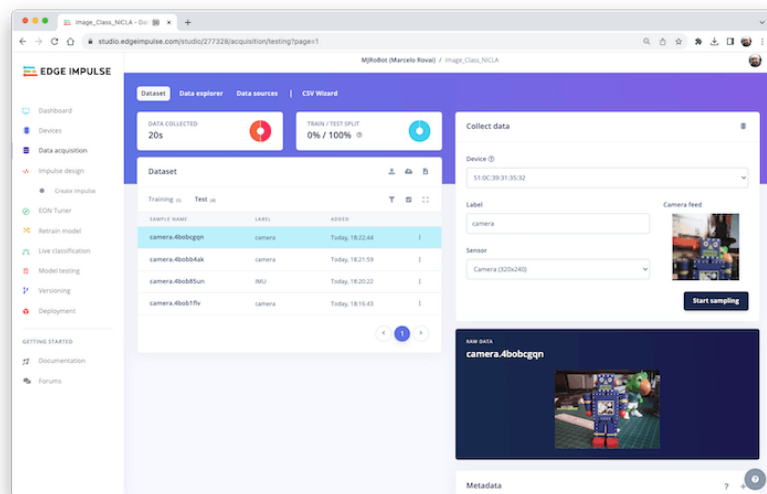 Image_Class_NICLA - Dat
studio.edgeimpulse.com/studio/277328/acquisition/testing?page=1
EDGE IMPULSE
MJRoBot (Marcelo Rovai) / Image_Class_NICLA
Dashboard
Devices
Data acquisition
Impulse design
Create impulse
EON Tuner
Retrain model
Live classification
Model testing
Versioning
Deployment
GETTING STARTED
Documentation
Forums
Dataset Data explorer Data sources | CSV Wizard
DATA COLLECTED
20s
TRAIN / TEST SPLIT
0% / 100%
Dataset
Training (0) Test (4)
SAMPLE NAME LABEL ADDED
camera.4bobcgqn camera Today, 18:22:44
camera.4bobb4ak camera Today, 18:21:59
camera.4bob85un IMU Today, 18:20:22
camera.4bob1flv camera Today, 18:16:43
1
Collect data
Device
51:0C:39:31:35:32
Label
camera
Camera feed
Sensor
Camera (320x240)
Start sampling
RAW DATA
camera.4bobcgqn
Metadata